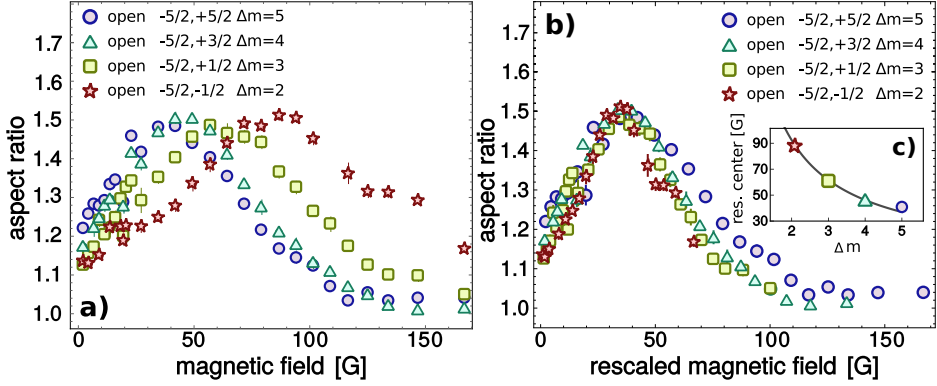 open -5/2,+5/2 Δm=5
open -5/2,+3/2 Δm=4
open -5/2,+1/2 Δm=3
open -5/2,-1/2 Δm=2
1.7
1.6
1.5
1.4
1.3
1.2
1.1
1.0
aspect ratio
a)
0 50 100 150
magnetic field [G]
b)
open -5/2,+5/2 Δm=5
open -5/2,+3/2 Δm=4
open -5/2,+1/2 Δm=3
open -5/2,-1/2 Δm=2
1.7
1.6
1.5
1.4
1.3
1.2
1.1
1.0
aspect ratio
0 50 100 150
rescaled magnetic field [G]
c)
res. center [G]
90
70
50
30
2 3 4 5
Δ m